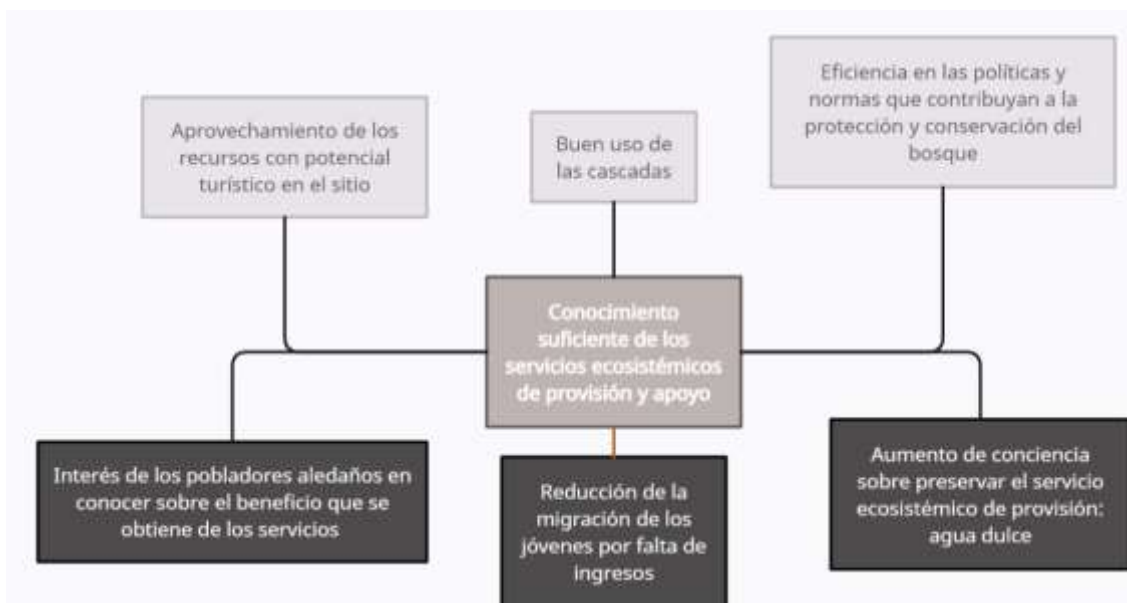 Aprovechamiento de los
recursos con potencial
turístico en el sitio
Buen uso de
las cascadas
Eficiencia en las políticas y
normas que contribuyan a la
protección y conservación del
bosque
Conocimiento
suficiente de los
servicios ecosistémicos
de provisión y apoyo
Interés de los pobladores aledaños en
conocer sobre el beneficio que se
obtiene de los servicios
Reducción de la
migración de los
jóvenes por falta de
ingresos
Aumento de conciencia
sobre preservar el servicio
ecosistémico de provisión:
agua dulce